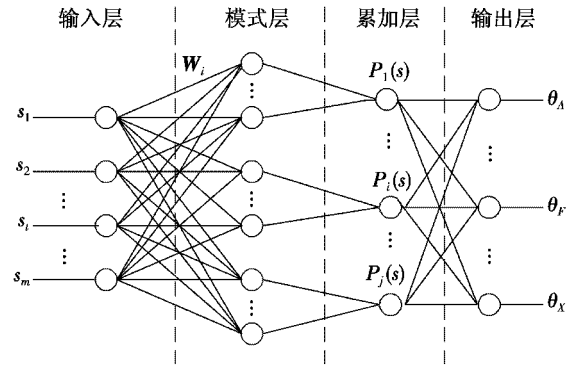 输入层 模式层 累加层 输出层
W_i
P_1(s)
s_1
θ_A
s_2
P_i(s)
s_i
θ_F
P_j(s)
s_m
θ_X